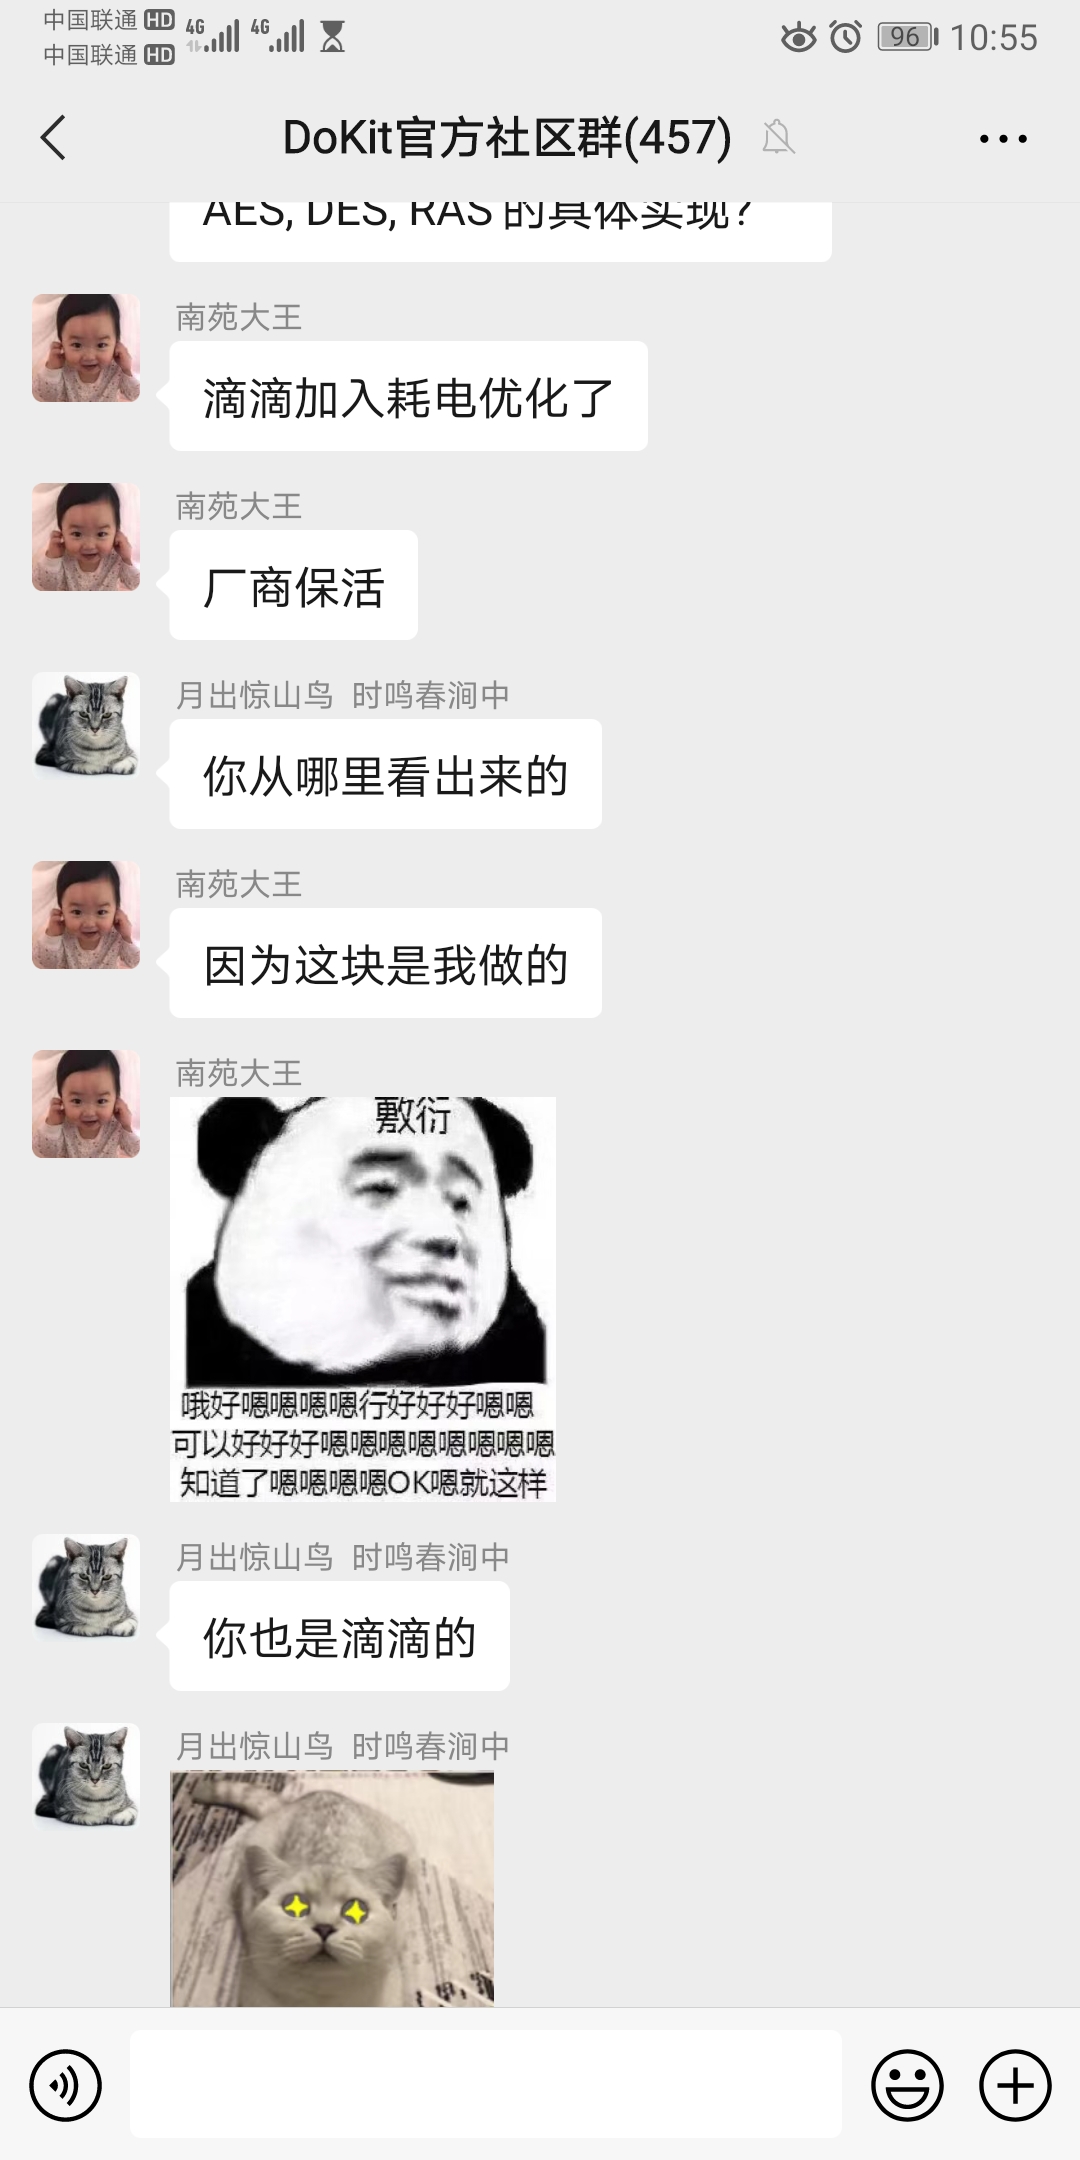 中国联通 HD 4G 4G 96 10:55
中国联通 HD
DoKit官方社区群(457)
AES, DES, RAS 的具体实现?
南苑大王
滴滴加入耗电优化了
南苑大王
厂商保活
月出惊山鸟 时鸣春涧中
你从哪里看出来的
南苑大王
因为这块是我做的
南苑大王
敷衍
哦好嗯嗯嗯嗯行好好好嗯嗯
可以好好好嗯嗯嗯嗯嗯嗯嗯嗯
知道了嗯嗯嗯嗯OK嗯就这样
月出惊山鸟 时鸣春涧中
你也是滴滴的
月出惊山鸟 时鸣春涧中